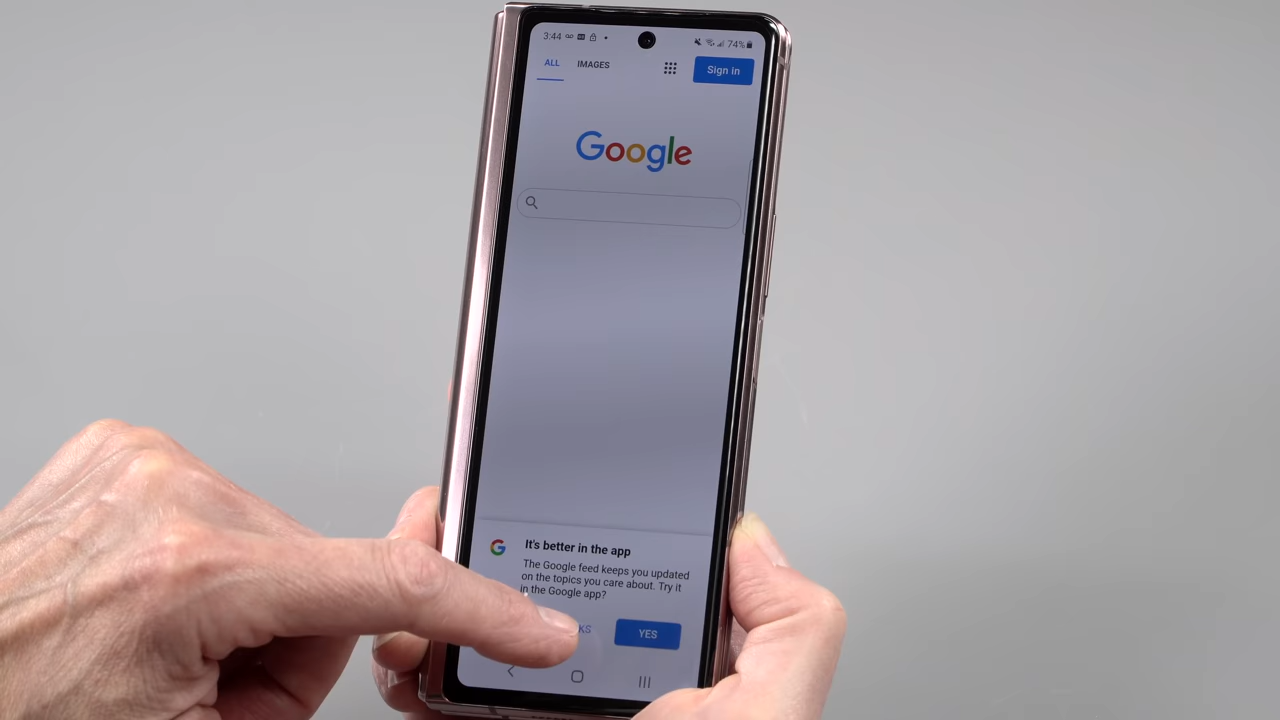 3:44 74%
ALL IMAGES Sign in
Google
It's better in the app
The Google feed keeps you updated
on the topics you care about. Try it
in the Google app?
YES